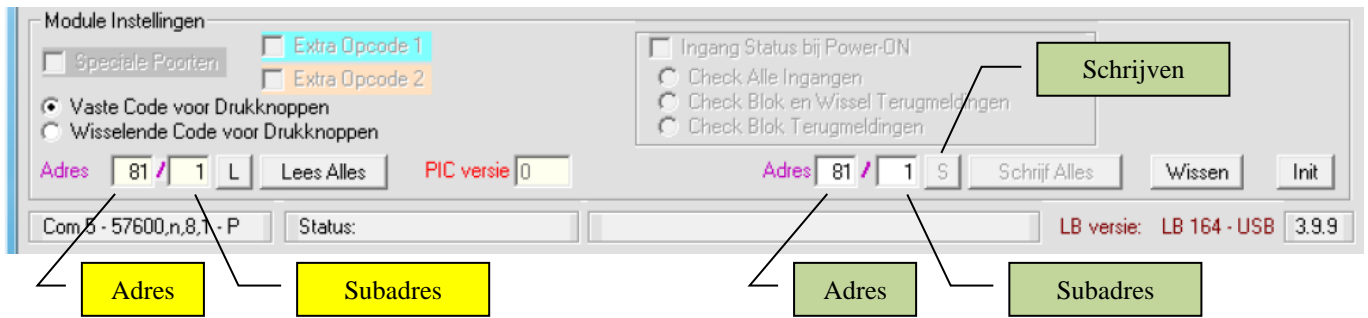 Module Instellingen
Speciale Poorten
Extra Opcode 1
Extra Opcode 2
Vaste Code voor Drukknoppen
Wisselende Code voor Drukknoppen
Ingang Status bij Power-ON
Check Alle Ingangen
Check Blok en Wissel Terugmeldingen
Check Blok Terugmeldingen
Schrijven
Adres 81 / 1 L Lees Alles PIC versie 0 Adres 81 / 1 S Schrijf Alles Wissen Init
Com 5 - 57600,n,8,1 - P Status: LB versie: LB 164 - USB 3.9.9
Adres Subadres Adres Subadres